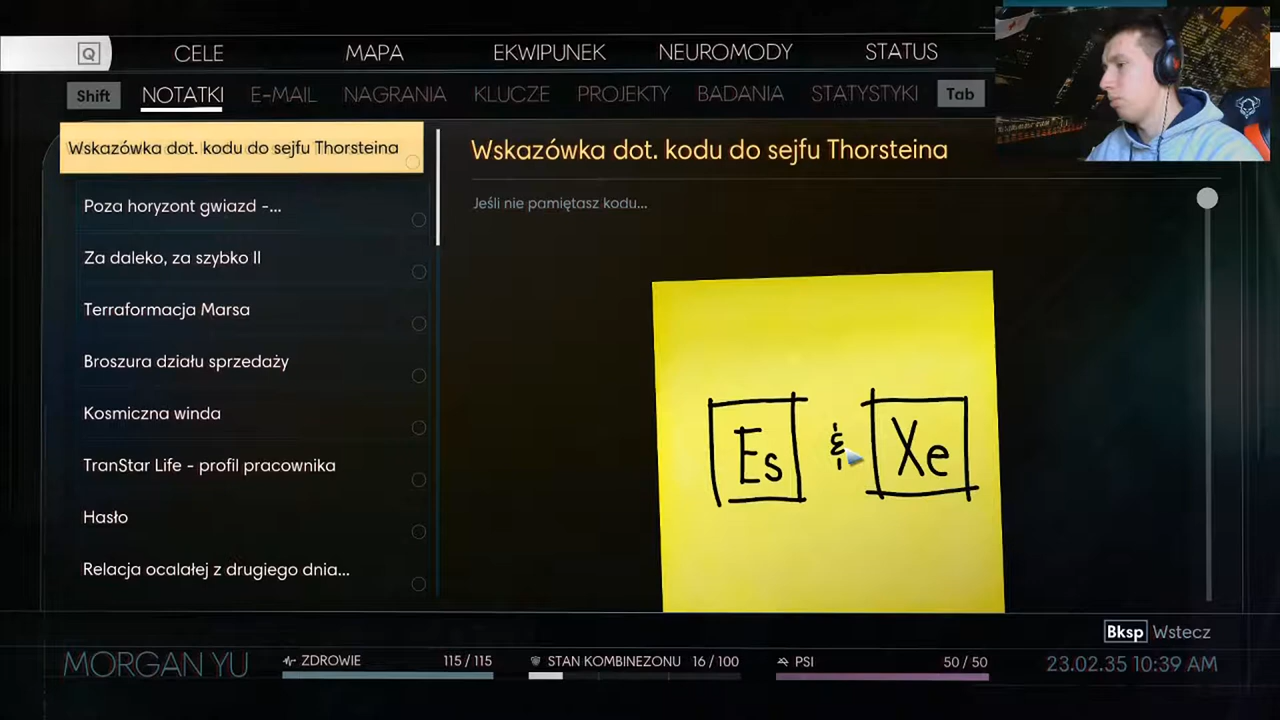 Q CELE MAPA EKWIPUNEK NEUROMODY STATUS
Shift NOTATKI E-MAIL NAGRANIA KLUCZE PROJEKTY BADANIA STATYSTYKI Tab
Wskazówka dot. kodu do sejfu Thorsteina
Poza horyzont gwiazd -...
Za daleko, za szybko II
Terraformacja Marsa
Broszura działu sprzedaży
Kosmiczna winda
TranStar Life - profil pracownika
Hasło
Relacja ocalałej z drugiego dnia...
Wskazówka dot. kodu do sejfu Thorsteina
Jeśli nie pamiętasz kodu...
Es & Xe
Bksp Wstecz
MORGAN YU ZDROWIE 115 / 115 STAN KOMBINEZONU 16 / 100 PSI 50 / 50 23.02.35 10:39 AM